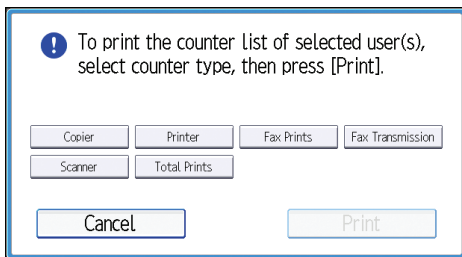 To print the counter list of selected user(s),
select counter type, then press [Print].
Copier Printer Fax Prints Fax Transmission
Scanner Total Prints
Cancel Print